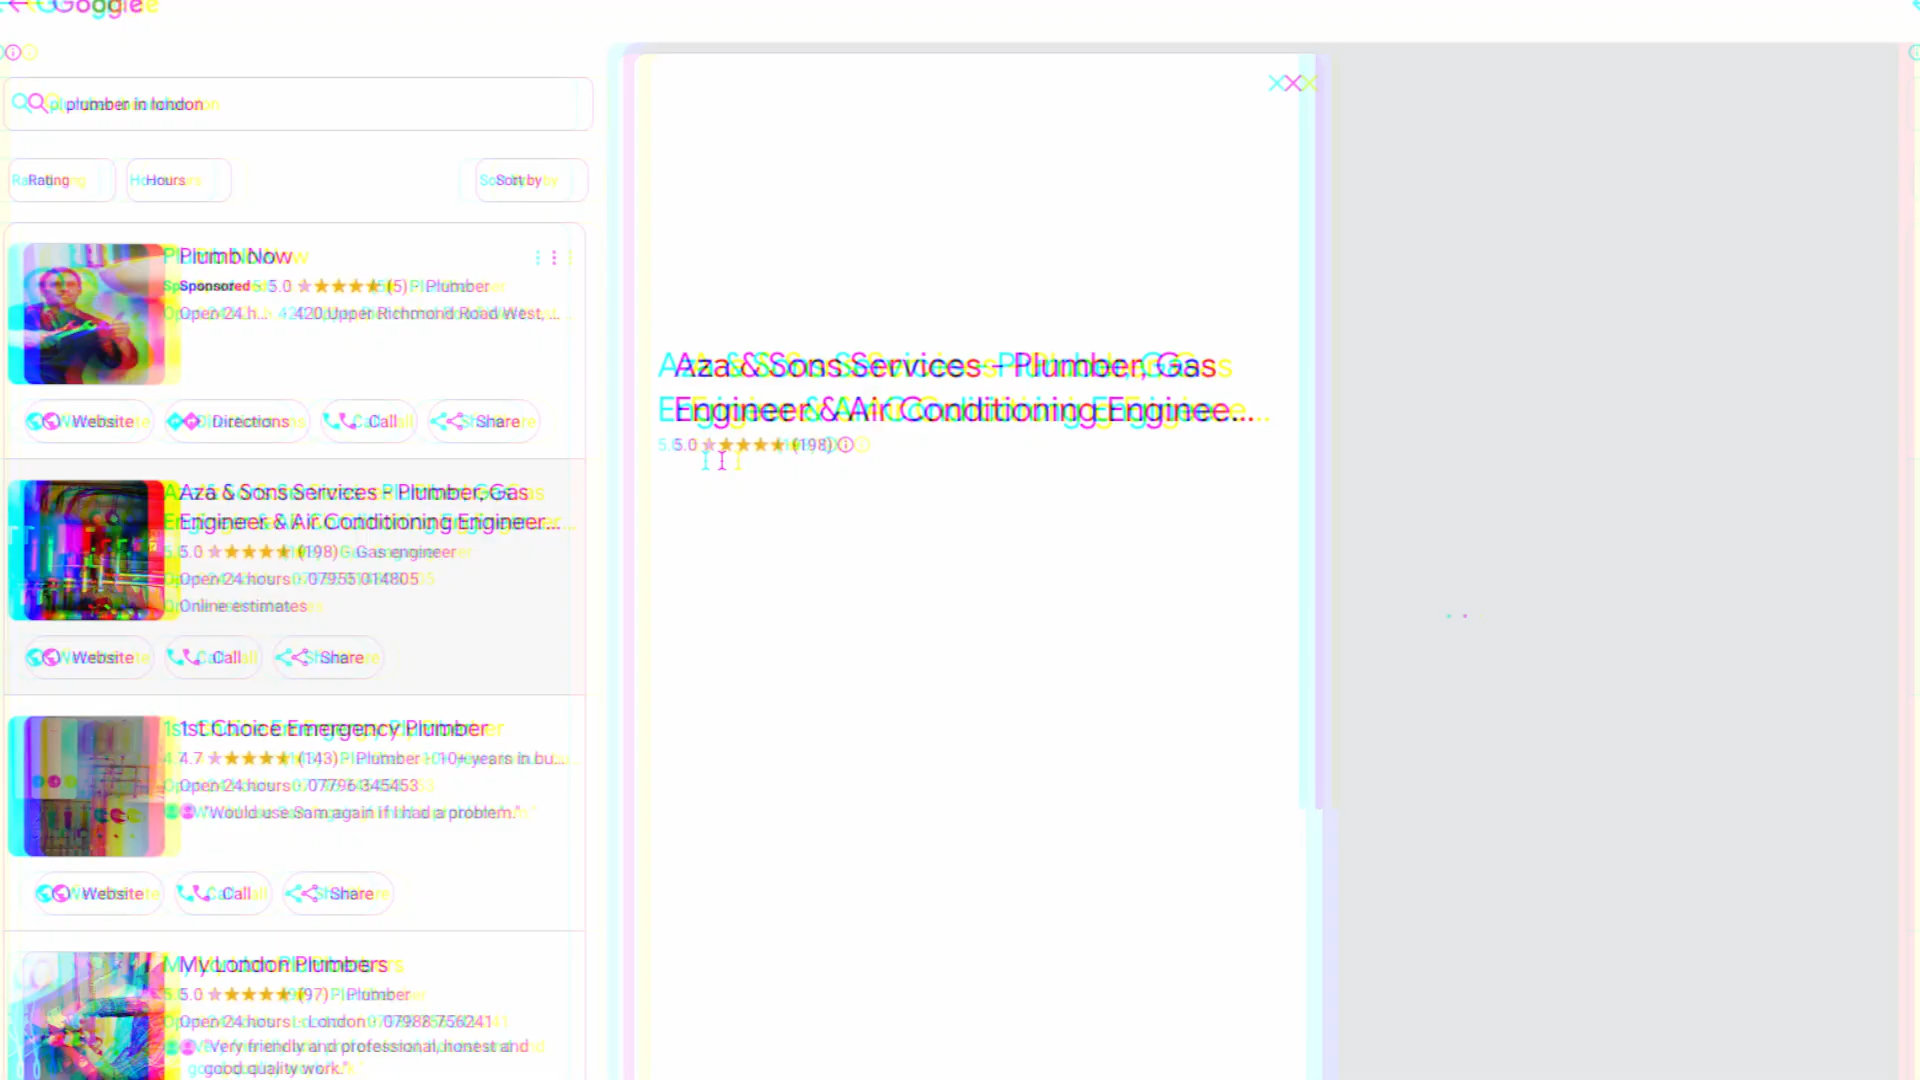 Google
plumber in london
Rating
Hours
Sort by
Plumb Now
Sponsored 5.0 (5) · Plumber
Open 24 h... · 420 Upper Richmond Road West, ...
Website
Directions
Call
Share
Aza & Sons Services - Plumber, Gas
Engineer & Air Conditioning Engineer...
5.0 (198) · Gas engineer
Open 24 hours · 07955 014805
Online estimates
Website
Call
Share
1st Choice Emergency Plumber
4.7 (143) · Plumber · 10+ years in bu...
Open 24 hours · 07796 345453
"Would use Sam again if I had a problem."
Website
Call
Share
My London Plumbers
5.0 (97) · Plumber
Open 24 hours · London · 07988 756241
"Very friendly and professional, honest and
good quality work."
Aza & Sons Services - Plumber, Gas
Engineer & Air Conditioning Enginee...
5.0 (198)